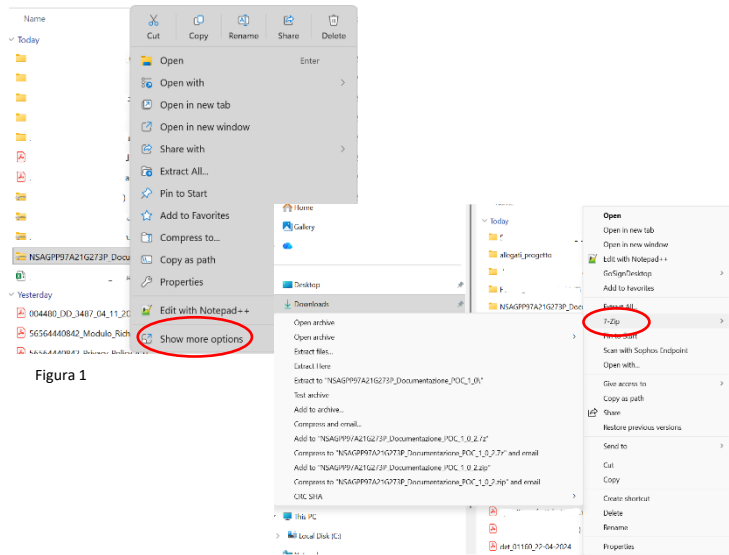 Name
Today
Cut
Copy
Rename
Share
Delete
Open
Enter
Open with
Open in new tab
Open in new window
Share with
Extract All...
Pin to Start
Add to Favorites
Compress to...
Copy as path
Properties
Edit with Notepad++
Show more options
NSAGPP97A21G273P_Docu
Yesterday
004480_DD_3487_04_11_20
56564440842_Modulo_Rich
56564440842_Privacy_Policy
Figura 1
Home
Gallery
Desktop
Downloads
Open archive
Open archive
Extract files...
Extract Here
Extract to "NSAGPP97A21G273P_Documentazione_POC_1_0\"
Test archive
Add to archive...
Compress and email...
Add to "NSAGPP97A21G273P_Documentazione_POC_1_0_2.7z"
Compress to "NSAGPP97A21G273P_Documentazione_POC_1_0_2.7z" and email
Add to "NSAGPP97A21G273P_Documentazione_POC_1_0_2.zip"
Compress to "NSAGPP97A21G273P_Documentazione_POC_1_0_2.zip" and email
CRC SHA
This PC
Local Disk (C:)
Today
allegati_progetto
NSAGPP97A21G273P_Doc
det_01160_22-04-2024
Open
Open in new tab
Open in new window
Edit with Notepad++
GoSignDesktop
Add to Favorites
Extract All...
7-Zip
Pin to Start
Scan with Sophos Endpoint
Open with...
Give access to
Copy as path
Share
Restore previous versions
Send to
Cut
Copy
Create shortcut
Delete
Rename
Properties